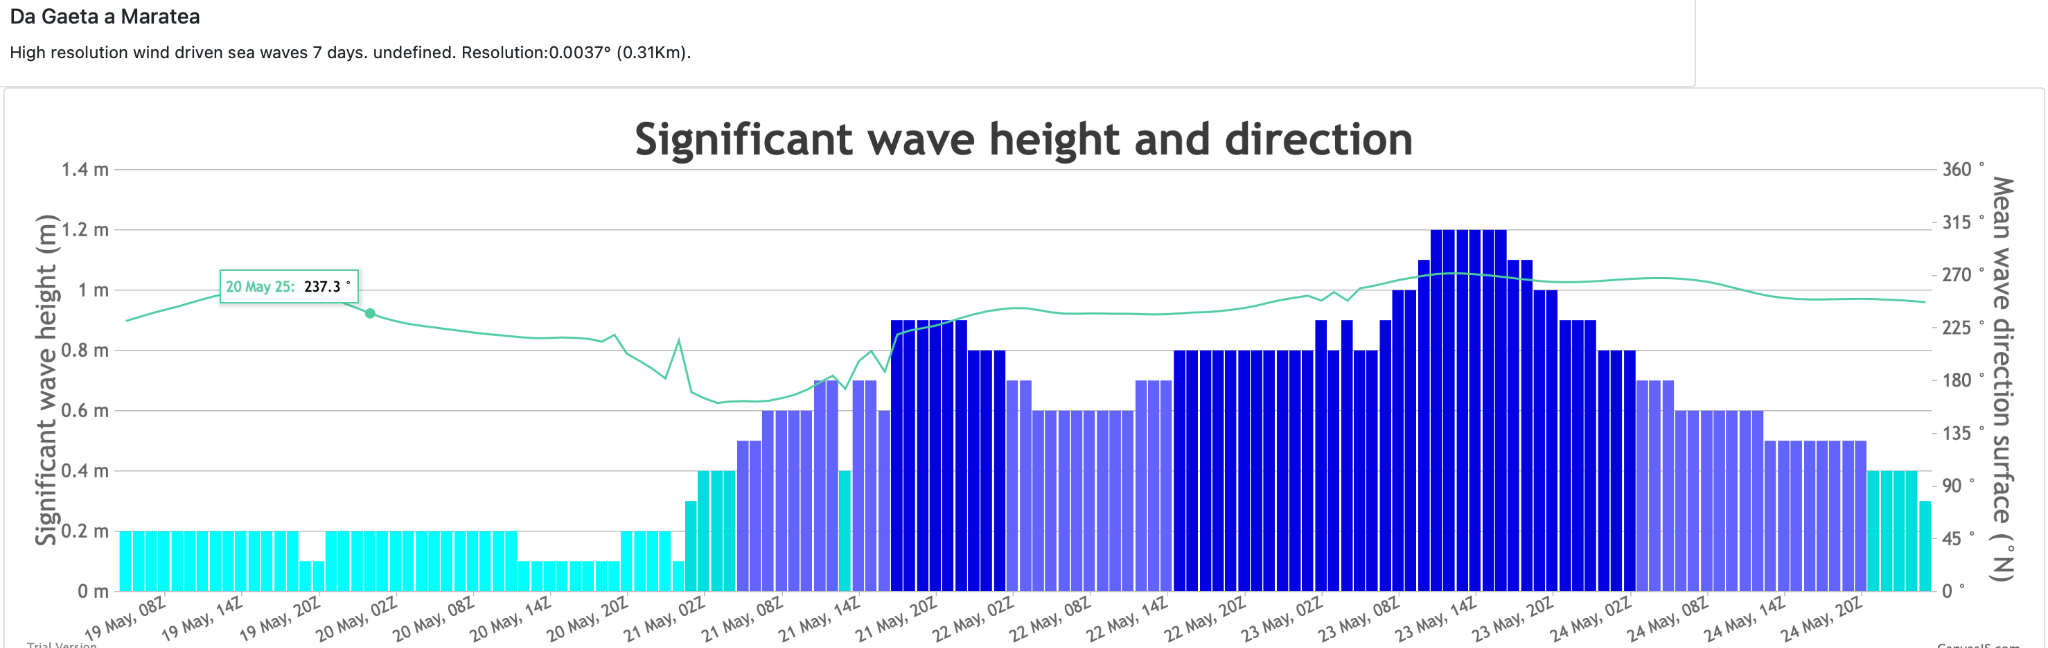 Da Gaeta a Maratea
High resolution wind driven sea waves 7 days. undefined. Resolution:0.0037° (0.31Km).
Significant wave height and direction
Significant wave height (m)
1.4 m
1.2 m
1 m
0.8 m
0.6 m
0.4 m
0.2 m
0 m
20 May 25: 237.3 °
360 °
315 °
270 °
225 °
180 °
135 °
90 °
45 °
0 °
Mean wave direction surface (°N)
19 May, 08Z
19 May, 14Z
19 May, 20Z
20 May, 02Z
20 May, 08Z
20 May, 14Z
20 May, 20Z
21 May, 02Z
21 May, 08Z
21 May, 14Z
21 May, 20Z
22 May, 02Z
22 May, 08Z
22 May, 14Z
22 May, 20Z
23 May, 02Z
23 May, 08Z
23 May, 14Z
23 May, 20Z
24 May, 02Z
24 May, 08Z
24 May, 14Z
24 May, 20Z
Trial Version
CanvasJS.com